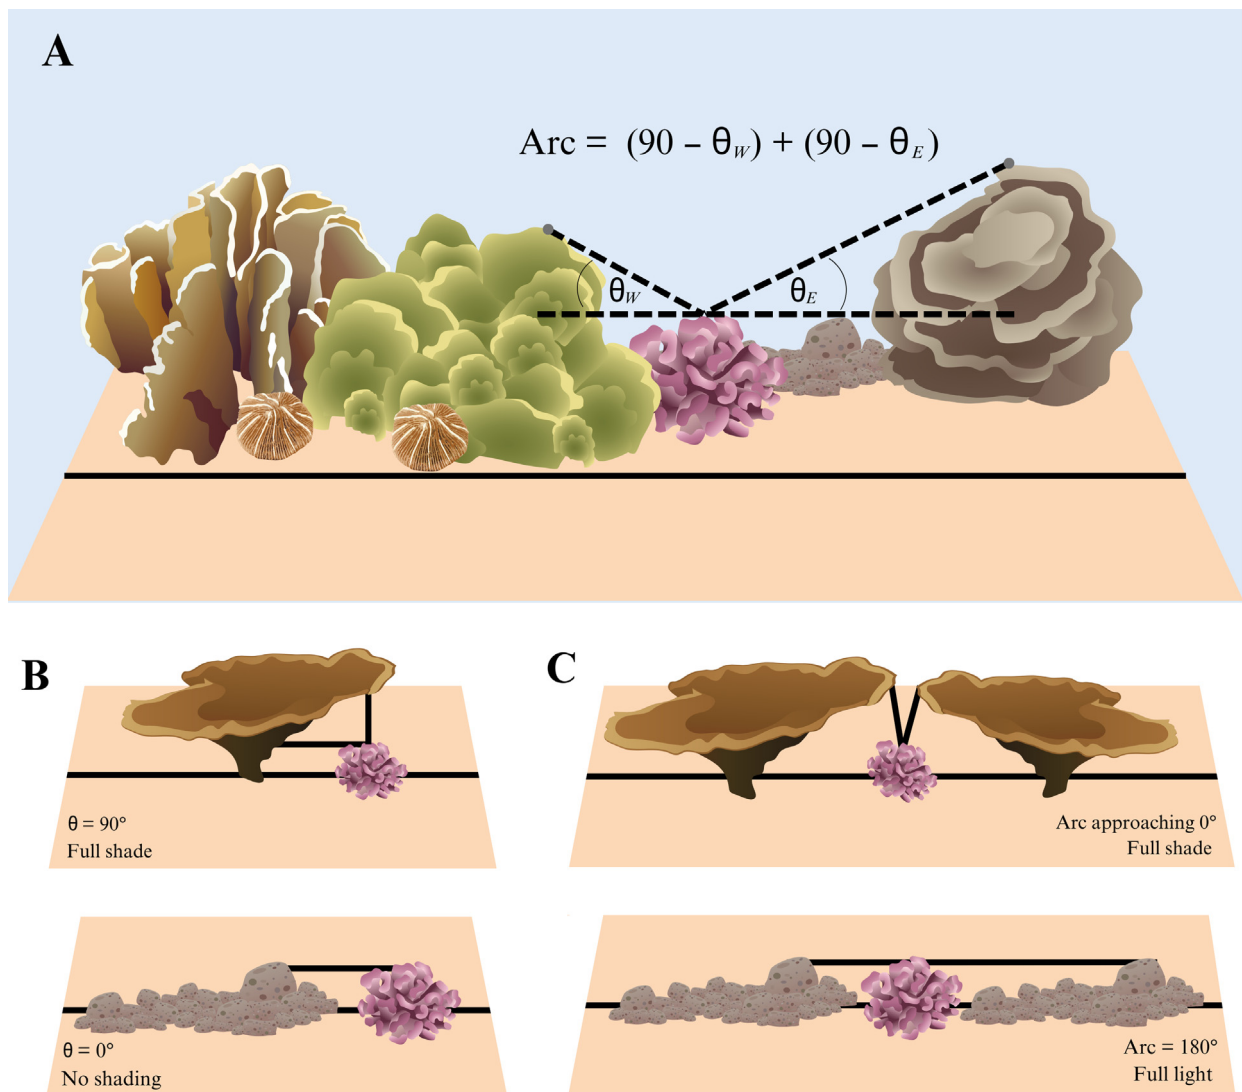 A
Arc = (90 – θW) + (90 – θE)
θW
θE
B
θ = 90°
Full shade
C
Arc approaching 0°
Full shade
θ = 0°
No shading
Arc = 180°
Full light